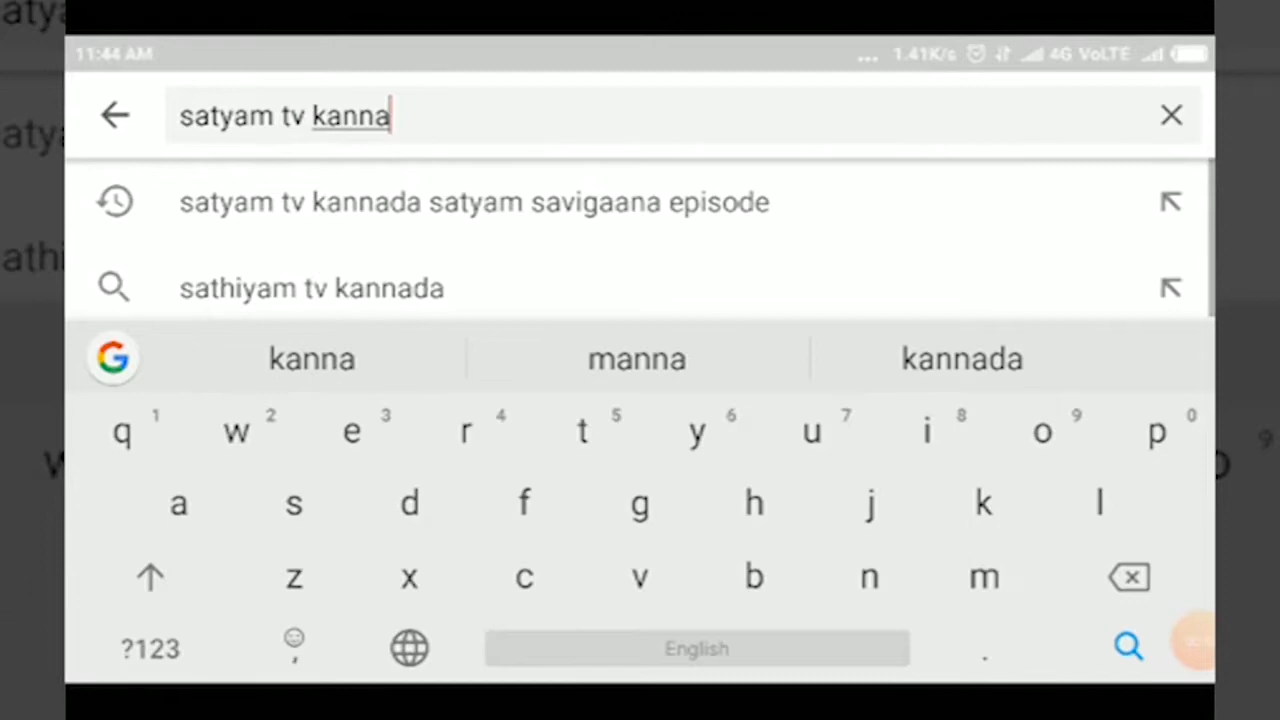 11:44 AM ... 1.41K/s 4G VoLTE
satyam tv kanna
satyam tv kannada satyam savigaana episode
sathiyam tv kannada
kanna manna kannada
q 1 w 2 e 3 r 4 t 5 y 6 u 7 i 8 o 9 p 0
a s d f g h j k l
z x c v b n m
?123 , English .